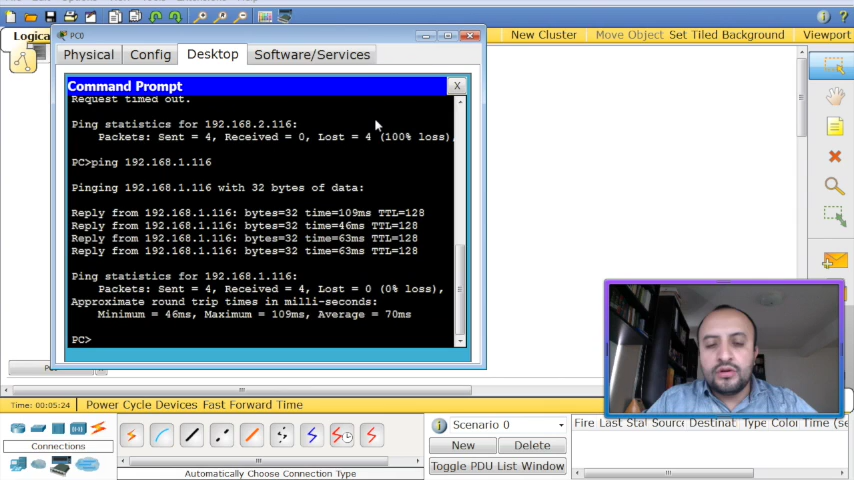 PC0
Logica
New Cluster
Move Object
Set Tiled Background
Viewport
Physical
Config
Desktop
Software/Services
Command Prompt
X
Request timed out.
Ping statistics for 192.168.2.116:
Packets: Sent = 4, Received = 0, Lost = 4 (100% loss),
PC>ping 192.168.1.116
Pinging 192.168.1.116 with 32 bytes of data:
Reply from 192.168.1.116: bytes=32 time=109ms TTL=128
Reply from 192.168.1.116: bytes=32 time=46ms TTL=128
Reply from 192.168.1.116: bytes=32 time=63ms TTL=128
Reply from 192.168.1.116: bytes=32 time=63ms TTL=128
Ping statistics for 192.168.1.116:
Packets: Sent = 4, Received = 4, Lost = 0 (0% loss),
Approximate round trip times in milli-seconds:
Minimum = 46ms, Maximum = 109ms, Average = 70ms
PC>
Time: 00:05:24
Power Cycle Devices
Fast Forward Time
Connections
Automatically Choose Connection Type
Scenario 0
New
Delete
Toggle PDU List Window
Fire
Last Stat
Source
Destinat
Type
Color
Time (se